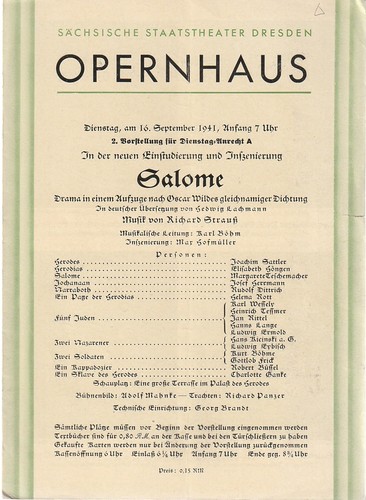 SÄCHSISCHE STAATSTHEATER DRESDEN
OPERNHAUS
Dienstag, am 16. September 1941, Anfang 7 Uhr
2. Vorstellung für Dienstag-Anrecht A
In der neuen Einstudierung und Inszenierung
Salome
Drama in einem Aufzuge nach Oscar Wildes gleichnamiger Dichtung
In deutscher Übersetzung von Hedwig Lachmann
Musik von Richard Strauß
Musikalische Leitung: Karl Böhm
Inszenierung: Max Hofmüller
Personen:
Herodes Joachim Sattler
Herodias Elisabeth Höngen
Salome Margarete Teschemacher
Jochanaan Josef Herrmann
Narraboth Rudolf Dittrich
Ein Page der Herodias Helena Rott
Fünf Juden Karl Wessely
Heinrich Tessmer
Jan Rittel
Hanns Lange
Ludwig Ermold
Zwei Nazarener Hans Kicinski a. G.
Ludwig Eybisch
Zwei Soldaten Kurt Böhme
Gottlob Frick
Ein Kappadozier Robert Büssel
Ein Sklave des Herodes Charlotte Ganke
Schauplatz: Eine große Terrasse im Palast des Herodes
Bühnenbild: Adolf Mahnke — Trachten: Richard Panzer
Technische Einrichtung: Georg Brandt
Sämtliche Plätze müssen vor Beginn der Vorstellung eingenommen werden
Textbücher sind für 0,80 R.M. an der Kasse und bei den Türschließern zu haben
Gekaufte Karten werden nur bei Änderung der Vorstellung zurückgenommen
Kassenöffnung 6 Uhr Einlaß 6¼ Uhr Anfang 7 Uhr Ende geg. 8¾ Uhr
Preis: 0,15 RM